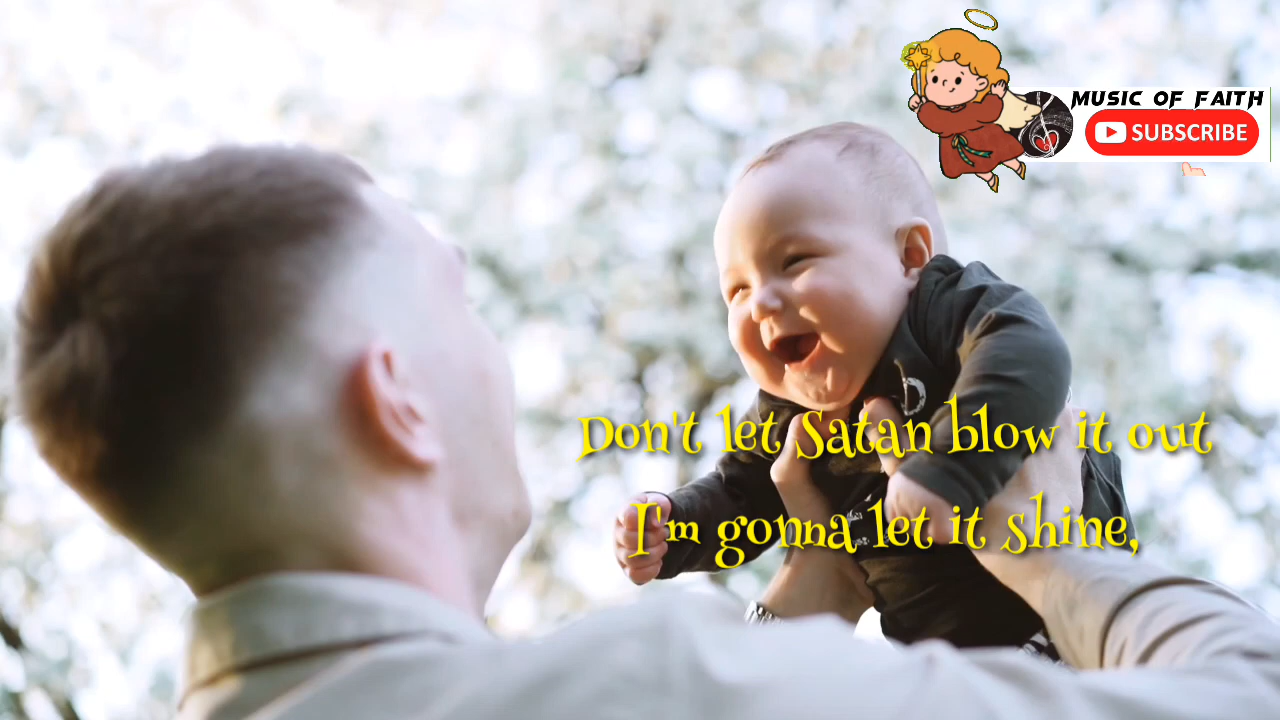 MUSIC OF FAITH
SUBSCRIBE
Don't let Satan blow it out
I'm gonna let it shine,